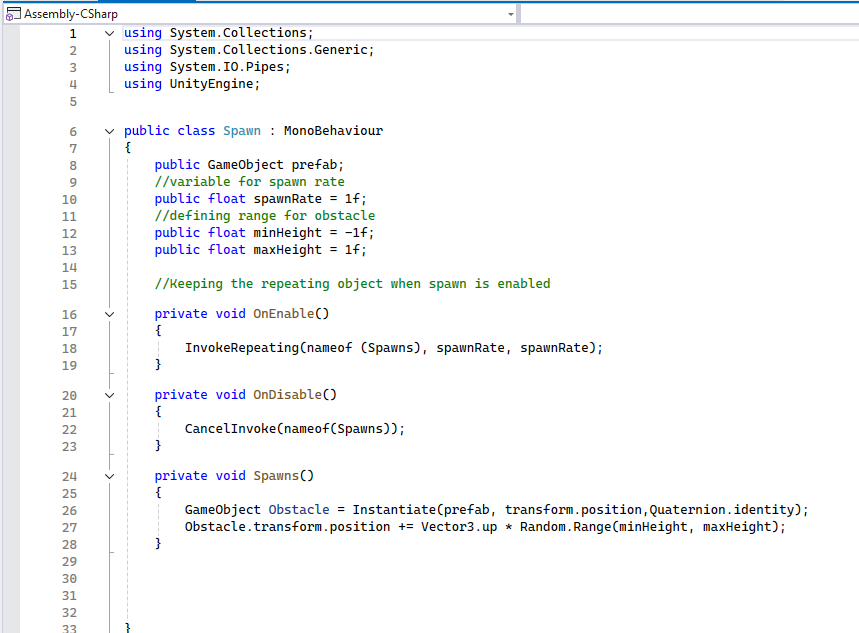 Assembly-CSharp
1 using System.Collections;
2 using System.Collections.Generic;
3 using System.IO.Pipes;
4 using UnityEngine;
5
6 public class Spawn : MonoBehaviour
7 {
8 public GameObject prefab;
9 //variable for spawn rate
10 public float spawnRate = 1f;
11 //defining range for obstacle
12 public float minHeight = -1f;
13 public float maxHeight = 1f;
14
15 //Keeping the repeating object when spawn is enabled
16 private void OnEnable()
17 {
18 InvokeRepeating(nameof (Spawns), spawnRate, spawnRate);
19 }
20 private void OnDisable()
21 {
22 CancelInvoke(nameof(Spawns));
23 }
24 private void Spawns()
25 {
26 GameObject Obstacle = Instantiate(prefab, transform.position,Quaternion.identity);
27 Obstacle.transform.position += Vector3.up * Random.Range(minHeight, maxHeight);
28 }
29
30
31
32
33 }